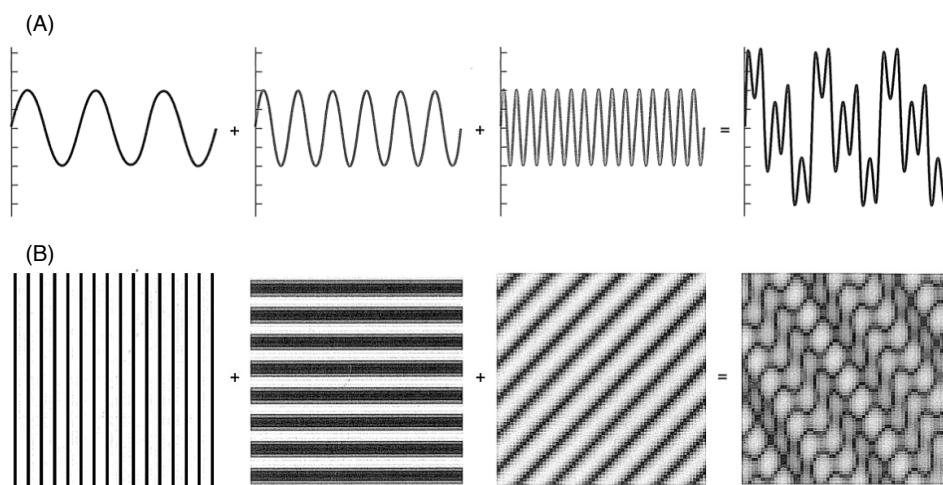 (A)
+ + =
(B)
+ + =